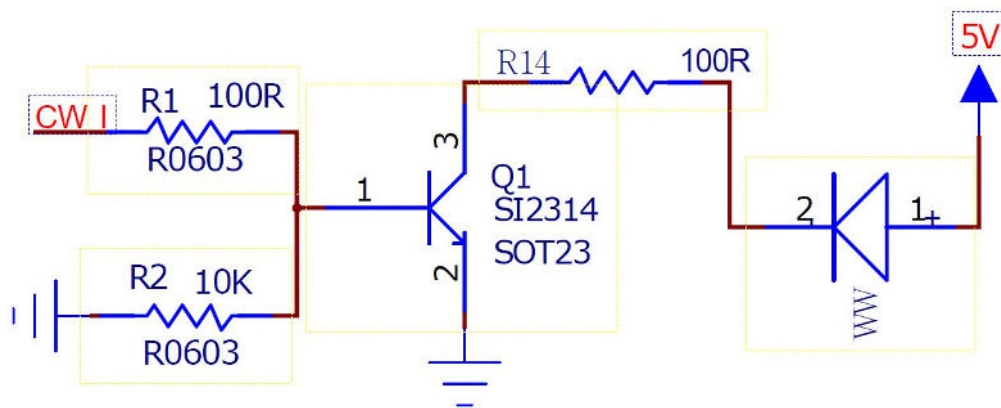 5V
R14 100R
CW I
R1 100R
R0603
3
1
Q1
SI2314
SOT23
2
2 1 +
WW
R2 10K
R0603